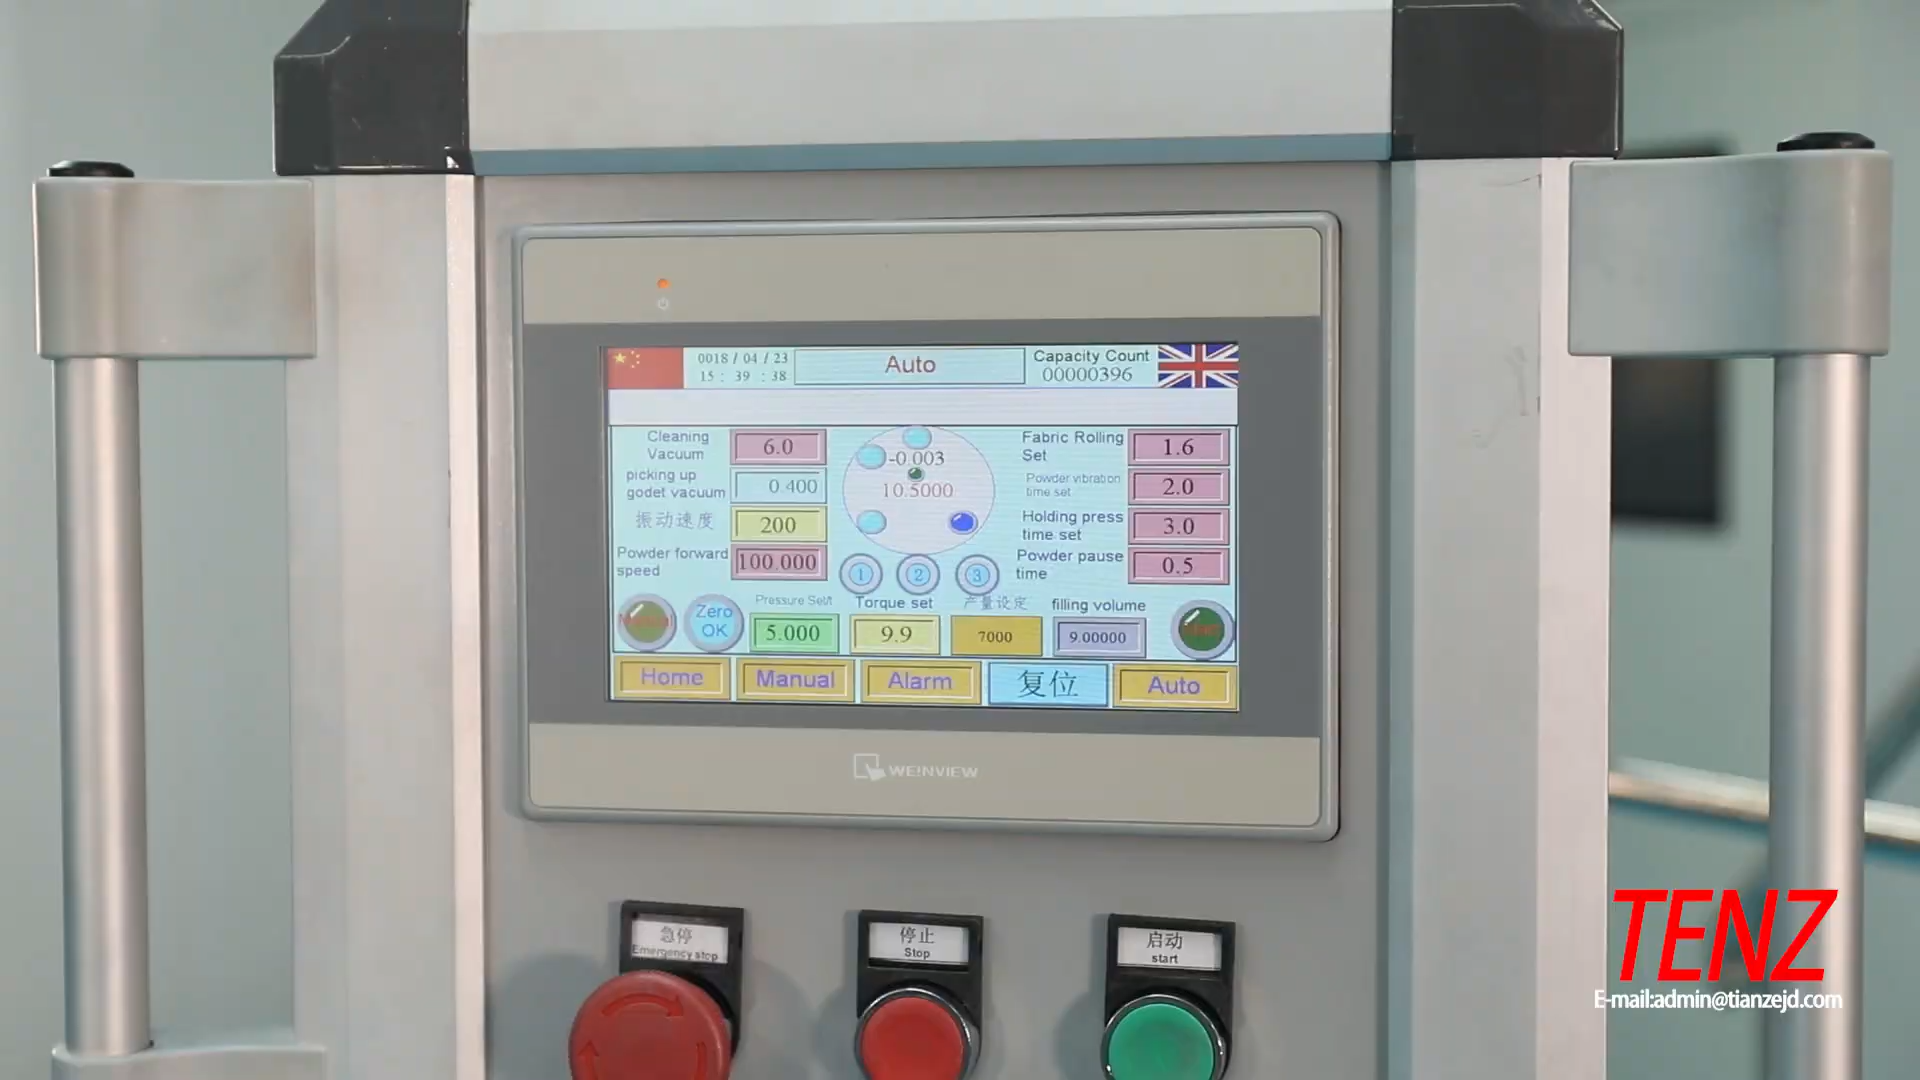 0018 / 04 / 23
15 : 39 : 38
Auto
Capacity Count
00000396
Cleaning
Vacuum
6.0
picking up
godet vacuum
0.400
振动速度
200
Powder forward
speed
100.000
-0.003
10.5000
1
2
3
Fabric Rolling
Set
1.6
Powder vibration
time set
2.0
Holding press
time set
3.0
Powder pause
time
0.5
Zero
OK
Pressure Set/t
5.000
Torque set
9.9
产量设定
7000
filling volume
9.00000
Home
Manual
Alarm
复位
Auto
WE!NVIEW
急停
Emergency stop
停止
Stop
启动
start
TENZ
E-mail:admin@tianzejd.com